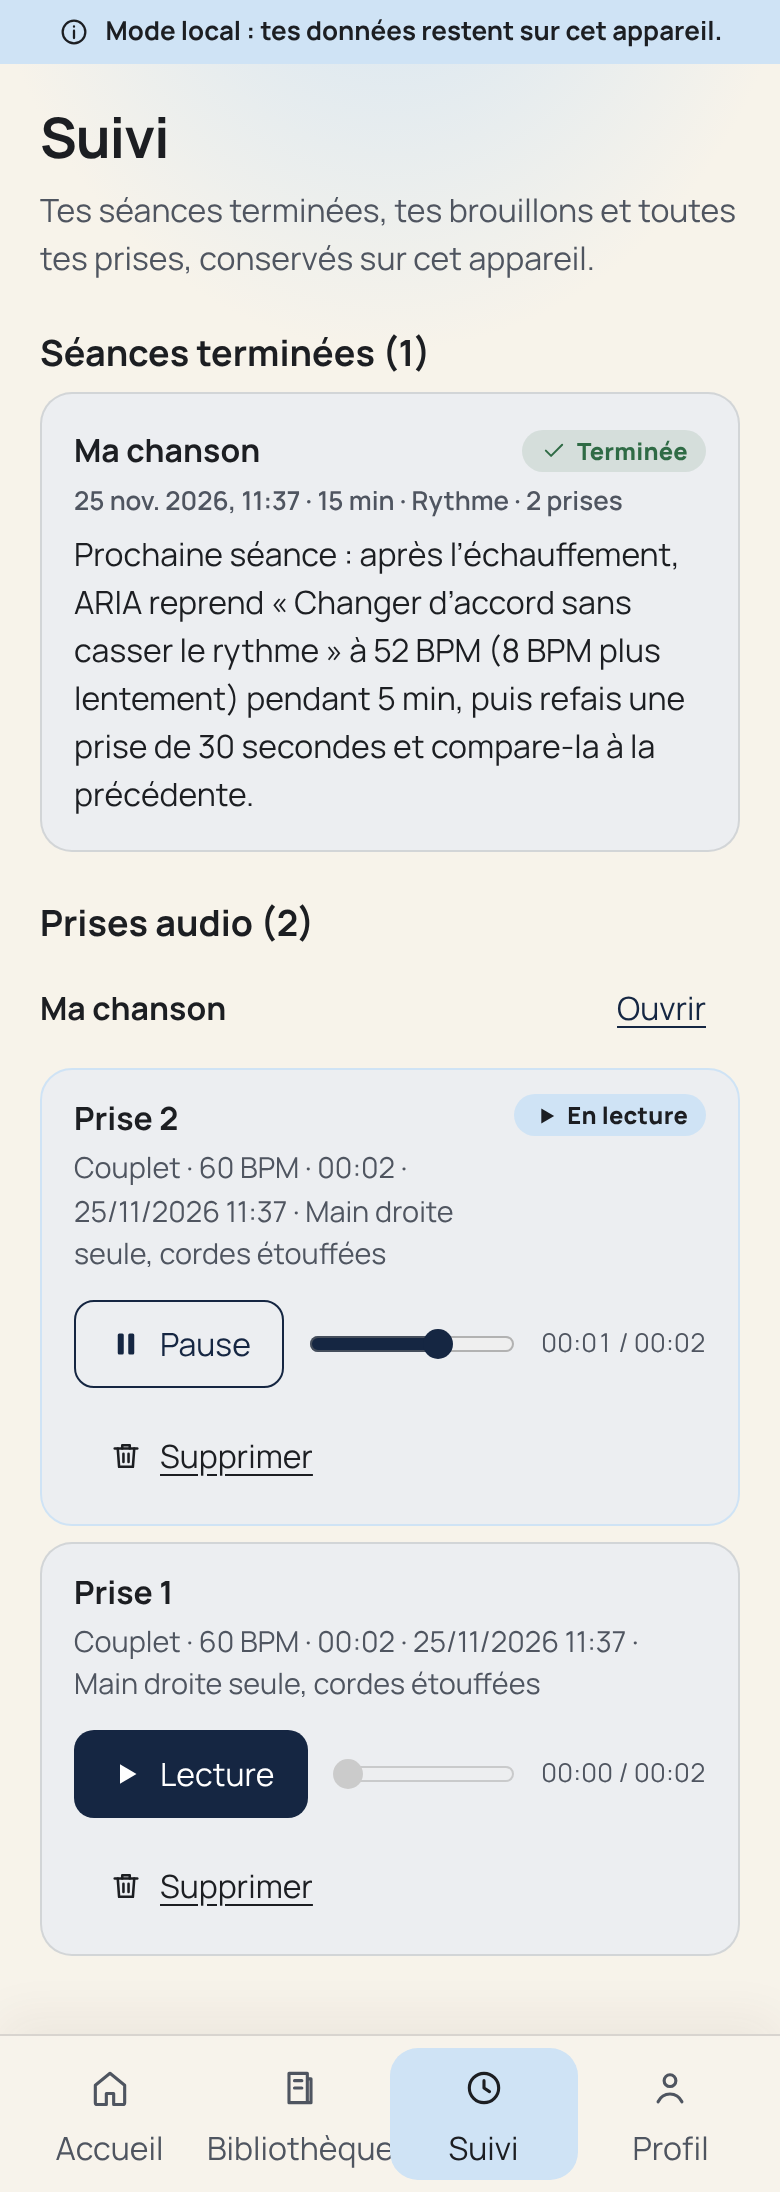 Mode local : tes données restent sur cet appareil.
Suivi
Tes séances terminées, tes brouillons et toutes
tes prises, conservés sur cet appareil.
Séances terminées (1)
Ma chanson
Terminée
25 nov. 2026, 11:37 · 15 min · Rythme · 2 prises
Prochaine séance : après l’échauffement,
ARIA reprend « Changer d’accord sans
casser le rythme » à 52 BPM (8 BPM plus
lentement) pendant 5 min, puis refais une
prise de 30 secondes et compare-la à la
précédente.
Prises audio (2)
Ma chanson
Ouvrir
Prise 2
En lecture
Couplet · 60 BPM · 00:02 ·
25/11/2026 11:37 · Main droite
seule, cordes étouffées
Pause
00:01 / 00:02
Supprimer
Prise 1
Couplet · 60 BPM · 00:02 · 25/11/2026 11:37 ·
Main droite seule, cordes étouffées
Lecture
00:00 / 00:02
Supprimer
Accueil
Bibliothèque
Suivi
Profil